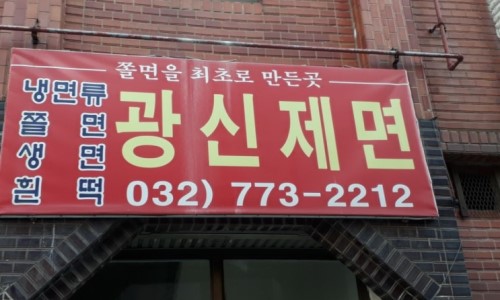 쫄면을 최초로 만든곳
냉면류
쫄면
생면
흰떡
광신제면
032) 773-2212